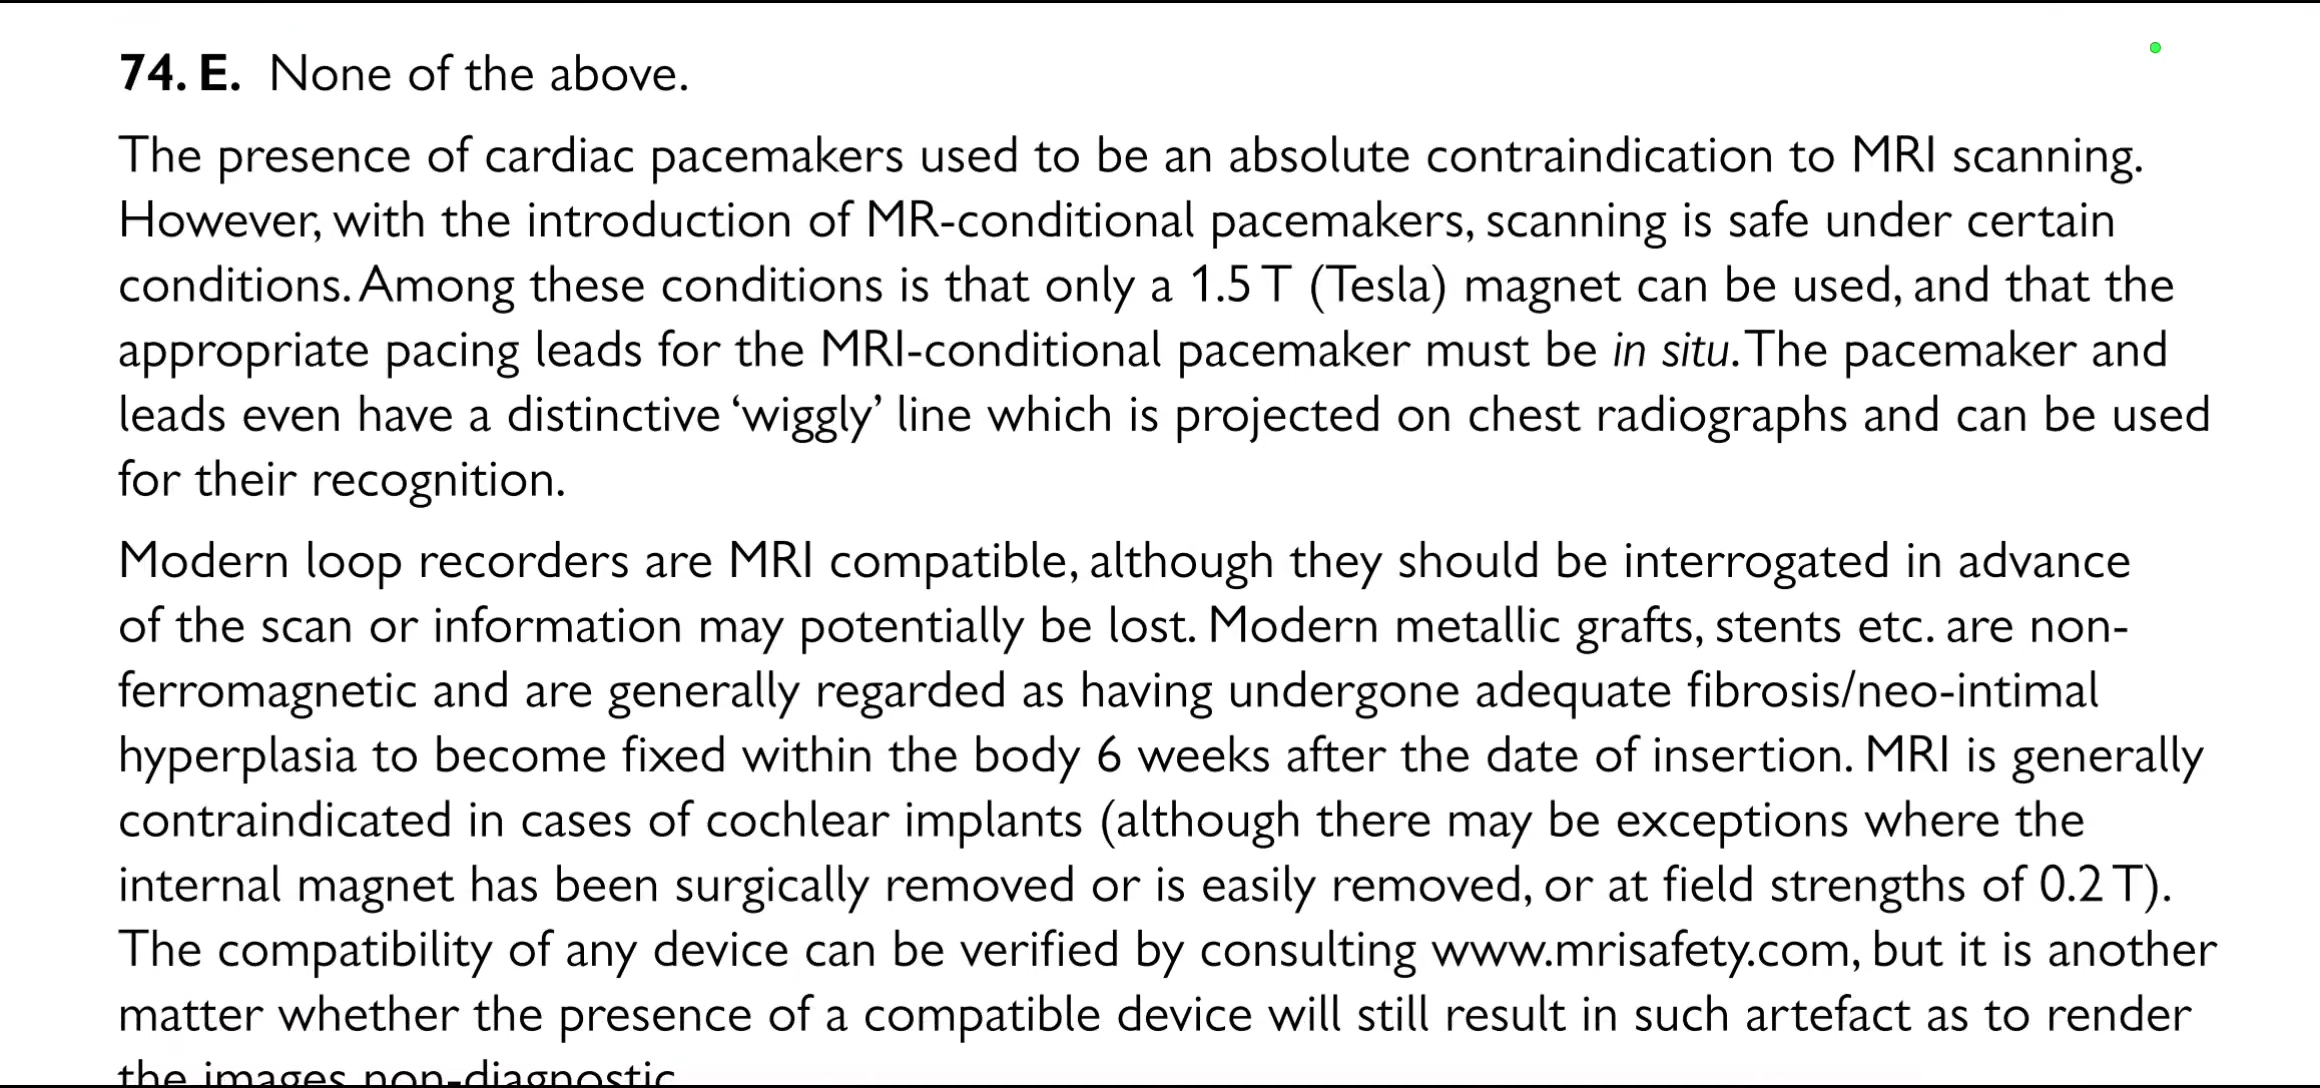 74. E. None of the above.
The presence of cardiac pacemakers used to be an absolute contraindication to MRI scanning.
However, with the introduction of MR-conditional pacemakers, scanning is safe under certain
conditions. Among these conditions is that only a 1.5 T (Tesla) magnet can be used, and that the
appropriate pacing leads for the MRI-conditional pacemaker must be in situ. The pacemaker and
leads even have a distinctive ‘wiggly’ line which is projected on chest radiographs and can be used
for their recognition.
Modern loop recorders are MRI compatible, although they should be interrogated in advance
of the scan or information may potentially be lost. Modern metallic grafts, stents etc. are non-
ferromagnetic and are generally regarded as having undergone adequate fibrosis/neo-intimal
hyperplasia to become fixed within the body 6 weeks after the date of insertion. MRI is generally
contraindicated in cases of cochlear implants (although there may be exceptions where the
internal magnet has been surgically removed or is easily removed, or at field strengths of 0.2 T).
The compatibility of any device can be verified by consulting www.mrisafety.com, but it is another
matter whether the presence of a compatible device will still result in such artefact as to render
the images non-diagnostic